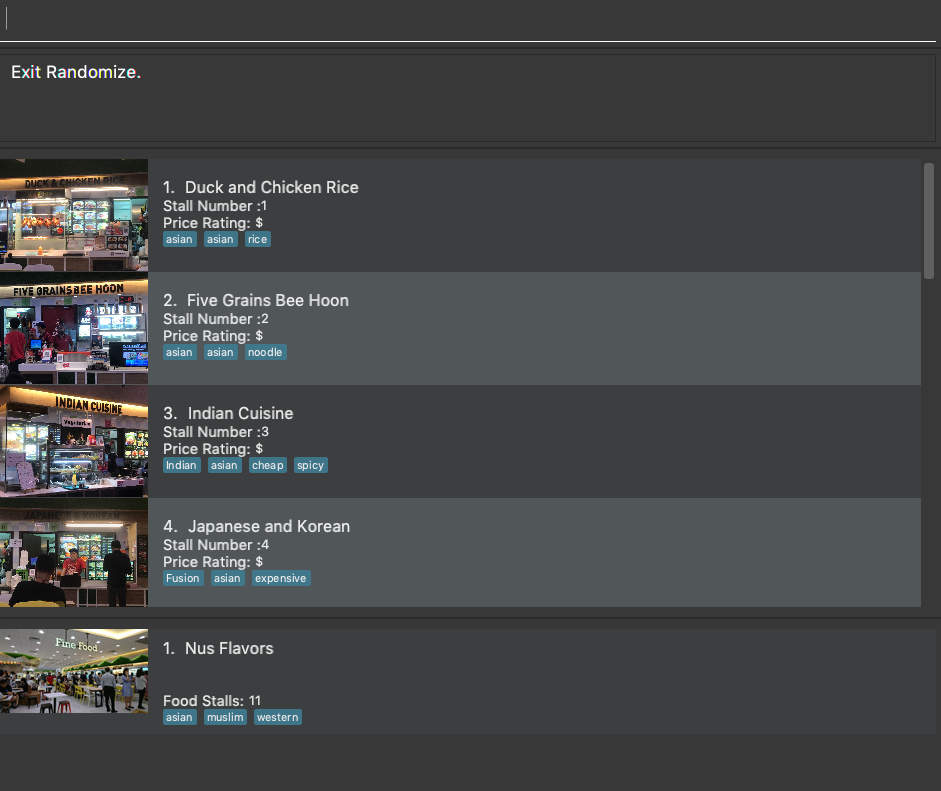 Exit Randomize.
DUCK & CHICKEN RICE
1. Duck and Chicken Rice
Stall Number :1
Price Rating: $
asian asian rice
FIVE GRAINS BEE HOON
2. Five Grains Bee Hoon
Stall Number :2
Price Rating: $
asian asian noodle
INDIAN CUISINE
Vegetarian
3. Indian Cuisine
Stall Number :3
Price Rating: $
Indian asian cheap spicy
JAPANESE & KOREAN
4. Japanese and Korean
Stall Number :4
Price Rating: $
Fusion asian expensive
Fine Food
1. Nus Flavors
Food Stalls: 11
asian muslim western